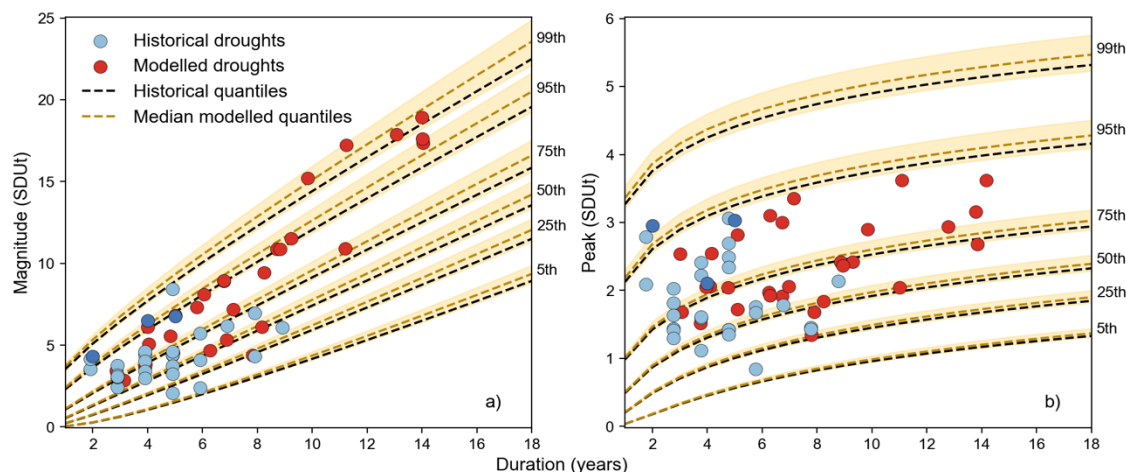 25
20
15
10
5
0
Magnitude (SDUt)
Historical droughts
Modelled droughts
Historical quantiles
Median modelled quantiles
99th
95th
75th
50th
25th
5th
a)
2 4 6 8 10 12 14 16 18
6
5
4
3
2
1
0
Peak (SDUt)
99th
95th
75th
50th
25th
5th
b)
2 4 6 8 10 12 14 16 18
Duration (years)